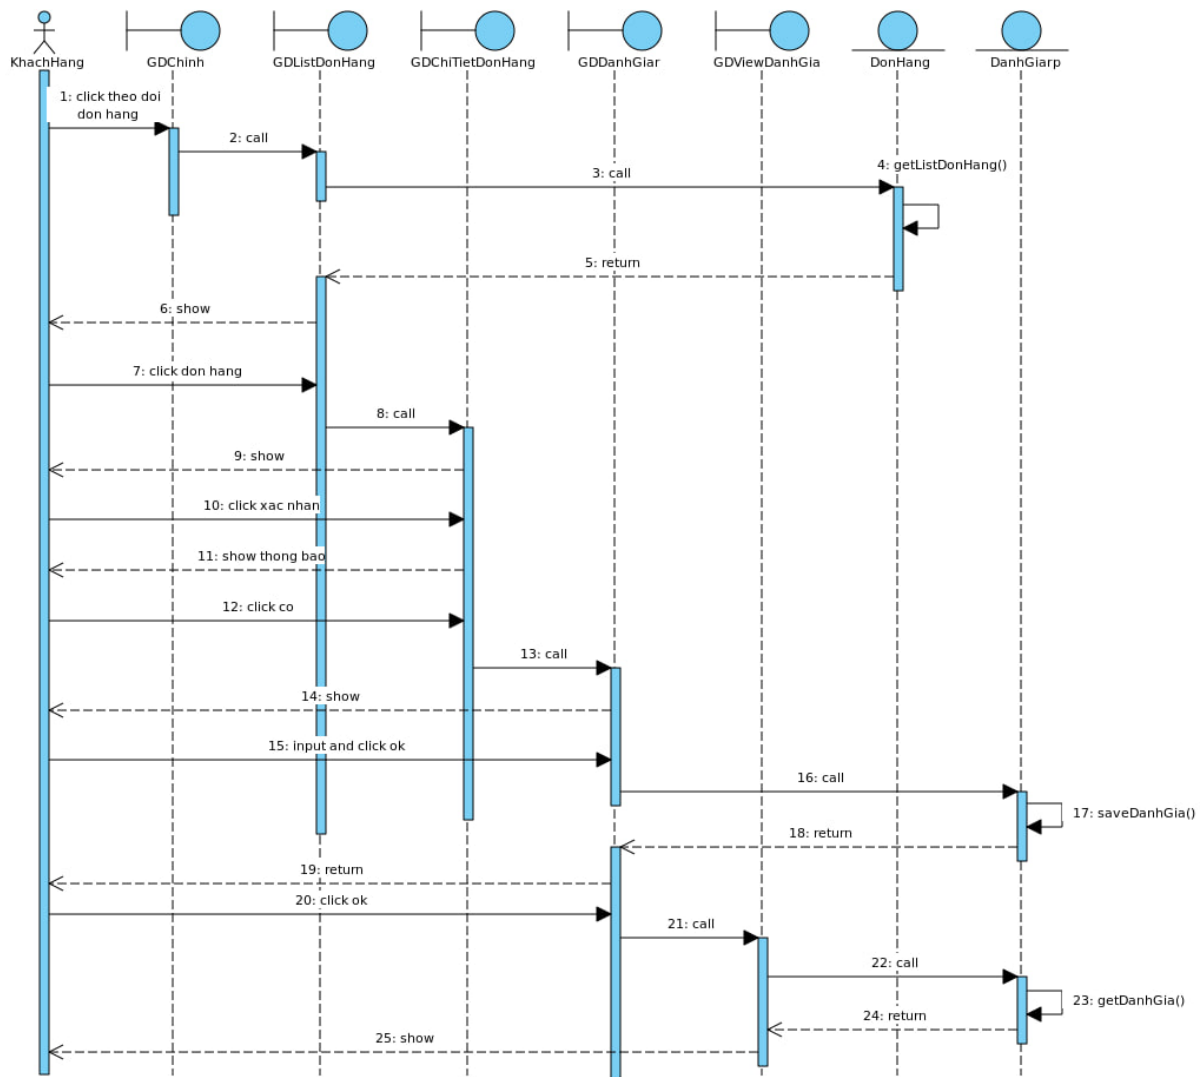 KhachHang
GDChinh
GDListDonHang
GDChiTietDonHang
GDDanhGiar
GDViewDanhGia
DonHang
DanhGiarp
1: click theo doi
don hang
2: call
3: call
4: getListDonHang()
5: return
6: show
7: click don hang
8: call
9: show
10: click xac nhan
11: show thong bao
12: click co
13: call
14: show
15: input and click ok
16: call
17: saveDanhGia()
18: return
19: return
20: click ok
21: call
22: call
23: getDanhGia()
24: return
25: show